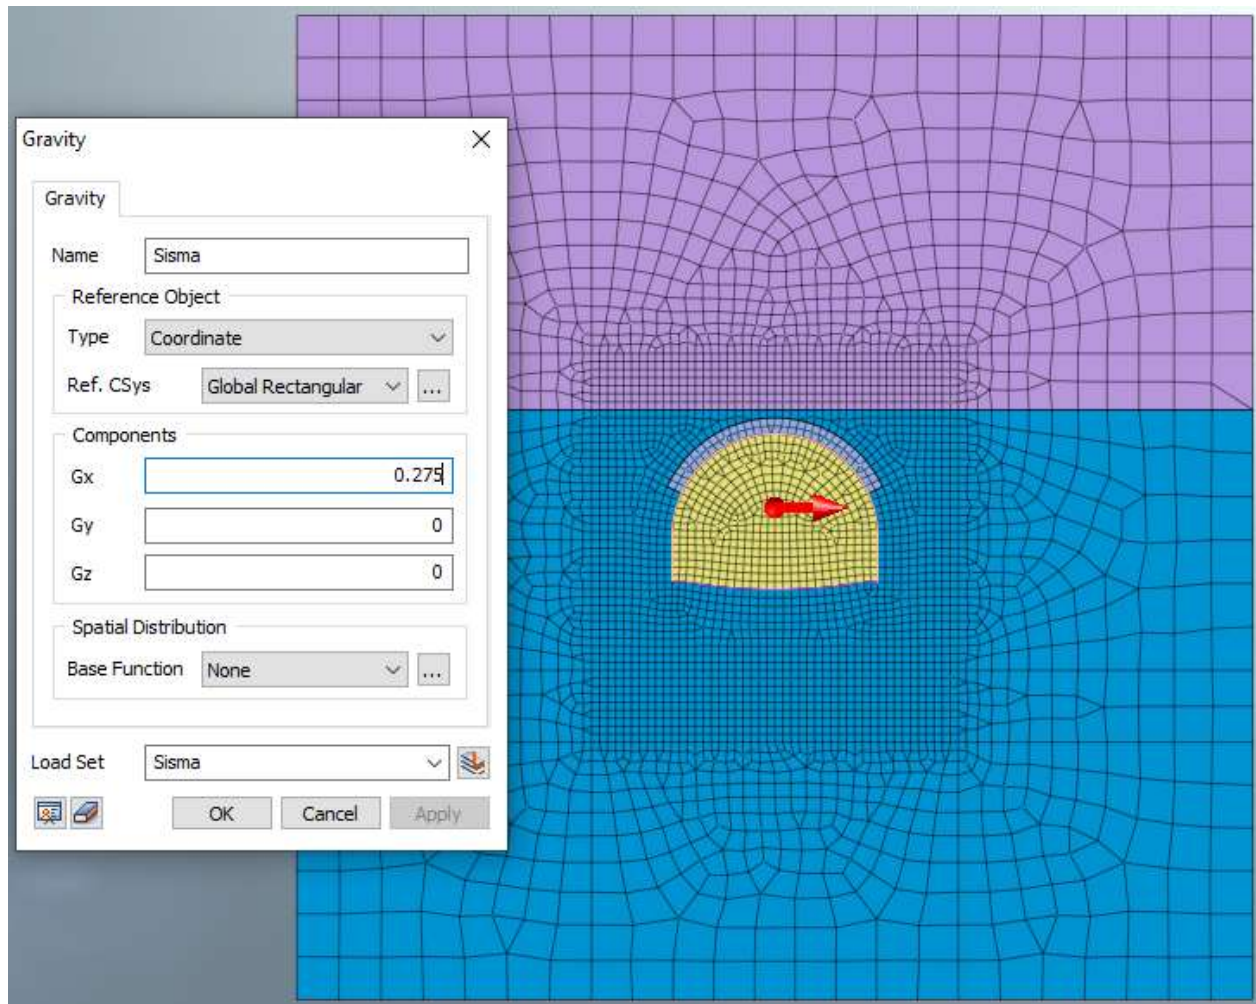 Gravity
Gravity
Name Sisma
Reference Object
Type Coordinate
Ref. CSys Global Rectangular ...
Components
Gx 0.275
Gy 0
Gz 0
Spatial Distribution
Base Function None ...
Load Set Sisma
OK Cancel Apply